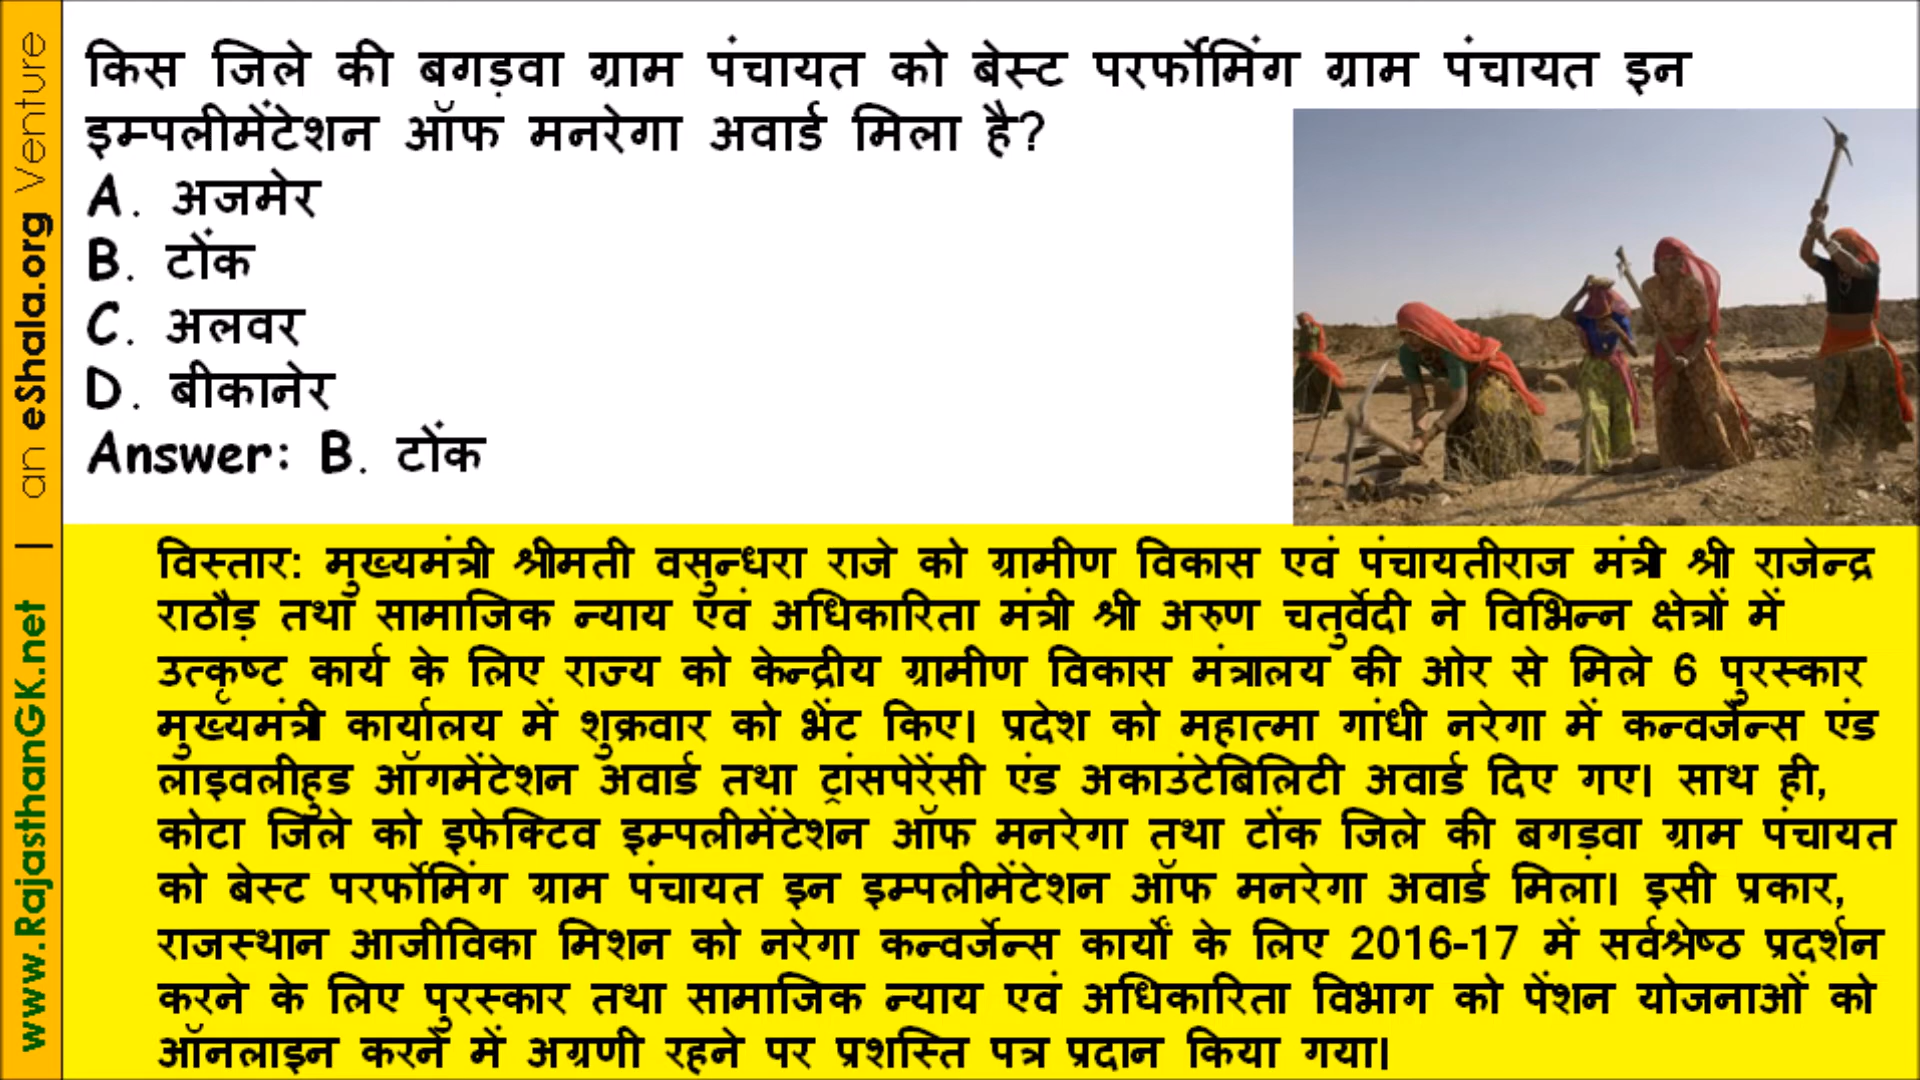 किस जिले की बगड़वा ग्राम पंचायत को बेस्ट परर्फोमिंग ग्राम पंचायत इन
इम्पलीमेंटेशन ऑफ मनरेगा अवार्ड मिला है?
A. अजमेर
B. टोंक
C. अलवर
D. बीकानेर
Answer: B. टोंक
विस्तार: मुख्यमंत्री श्रीमती वसुन्धरा राजे को ग्रामीण विकास एवं पंचायतीराज मंत्री श्री राजेन्द्र
राठौड़ तथा सामाजिक न्याय एवं अधिकारिता मंत्री श्री अरुण चतुर्वेदी ने विभिन्न क्षेत्रों में
उत्कृष्ट कार्य के लिए राज्य को केन्द्रीय ग्रामीण विकास मंत्रालय की ओर से मिले 6 पुरस्कार
मुख्यमंत्री कार्यालय में शुक्रवार को भेंट किए। प्रदेश को महात्मा गांधी नरेगा में कन्वर्जेन्स एंड
लाइवलीहुड ऑगमेंटेशन अवार्ड तथा ट्रांसपेरेंसी एंड अकाउंटेबिलिटी अवार्ड दिए गए। साथ ही,
कोटा जिले को इफेक्टिव इम्पलीमेंटेशन ऑफ मनरेगा तथा टोंक जिले की बगड़वा ग्राम पंचायत
को बेस्ट परर्फोमिंग ग्राम पंचायत इन इम्पलीमेंटेशन ऑफ मनरेगा अवार्ड मिला। इसी प्रकार,
राजस्थान आजीविका मिशन को नरेगा कन्वर्जेन्स कार्यों के लिए 2016-17 में सर्वश्रेष्ठ प्रदर्शन
करने के लिए पुरस्कार तथा सामाजिक न्याय एवं अधिकारिता विभाग को पेंशन योजनाओं को
ऑनलाइन करने में अग्रणी रहने पर प्रशस्ति पत्र प्रदान किया गया।
www.RajasthanGK.net | an eShala.org Venture